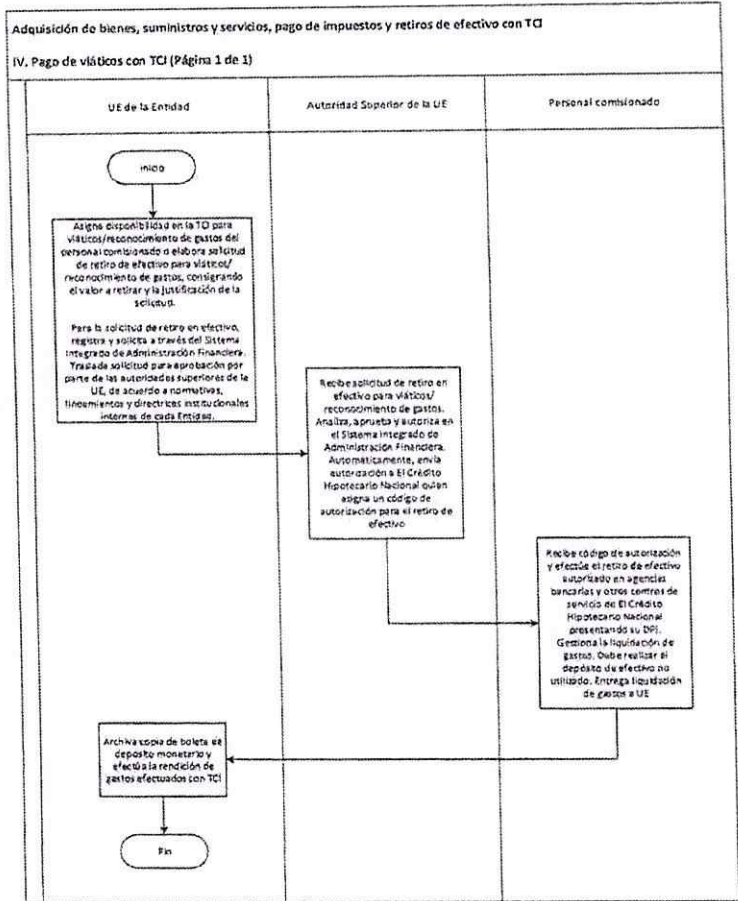 Adquisición de bienes, suministros y servicios, pago de impuestos y retiros de efectivo con TCI
IV. Pago de viáticos con TCI (Página 1 de 1)
UE de la Entidad
Autoridad Superior de la UE
Personal comisionado
Inicio
Asigna disponibilidad en la TCI para
viáticos/reconocimiento de gastos del
personal comisionado o elabora solicitud
de retiro de efectivo para viáticos/
reconocimiento de gastos, consignando
el valor a retirar y la justificación de la
solicitud.
Para la solicitud de retiro en efectivo,
registra y solicita a través del Sistema
Integrado de Administración Financiera.
Traslada solicitud para aprobación por
parte de las autoridades superiores de la
UE, de acuerdo a normativas,
lineamientos y directrices institucionales
internas de cada Entidad.
Recibe solicitud de retiro en
efectivo para viáticos/
reconocimiento de gastos.
Analiza, aprueba y autoriza en
el Sistema Integrado de
Administración Financiera.
Automáticamente, envía
autorización a El Crédito
Hipotecario Nacional quien
asigna un código de
autorización para el retiro de
efectivo
Recibe código de autorización
y efectúa el retiro de efectivo
autorizado en agencias
bancarias y otros centros de
servicio de El Crédito
Hipotecario Nacional
presentando su DPI.
Gestiona la liquidación de
gastos. Debe realizar el
depósito de efectivo no
utilizado. Entrega liquidación
de gastos a UE
Archiva copia de boleta de
deposito monetario y
efectúa la rendición de
gastos efectuados con TCI
Fin